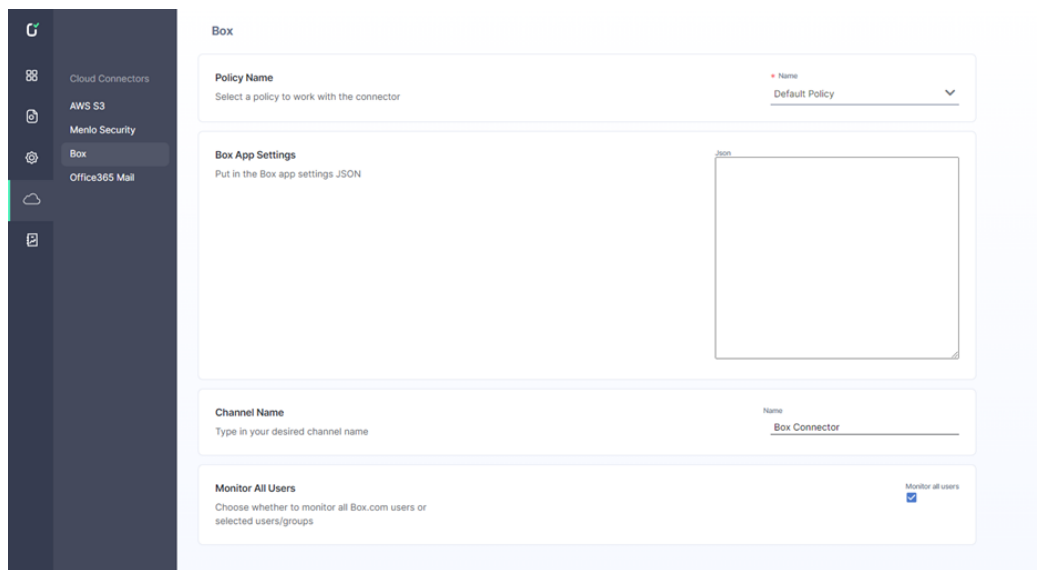 Cloud Connectors
AWS S3
Menlo Security
Box
Office365 Mail
Box
Policy Name
Select a policy to work with the connector
* Name
Default Policy
Box App Settings
Put in the Box app settings JSON
Json
Channel Name
Type in your desired channel name
Name
Box Connector
Monitor All Users
Choose whether to monitor all Box.com users or
selected users/groups
Monitor all users